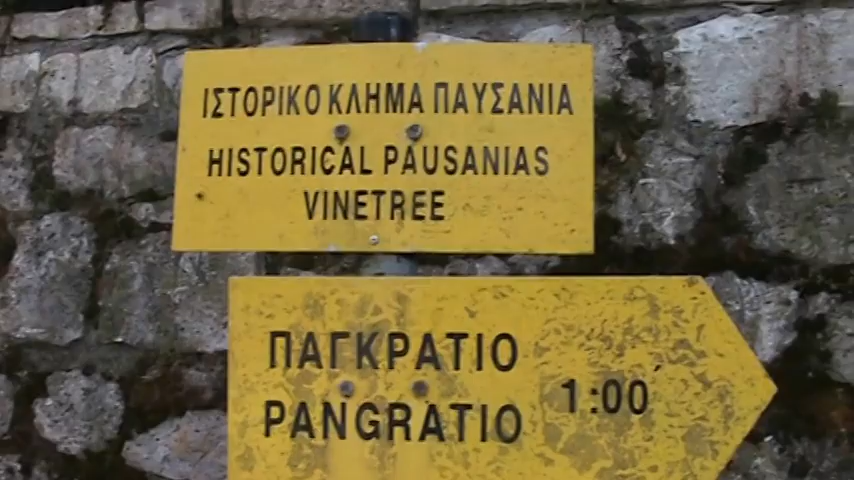 ΙΣΤΟΡΙΚΟ ΚΛΗΜΑ ΠΑΥΣΑΝΙΑ
HISTORICAL PAUSANIAS
VINETREE
ΠΑΓΚΡΑΤΙΟ
PANGRATIO
1:00΄